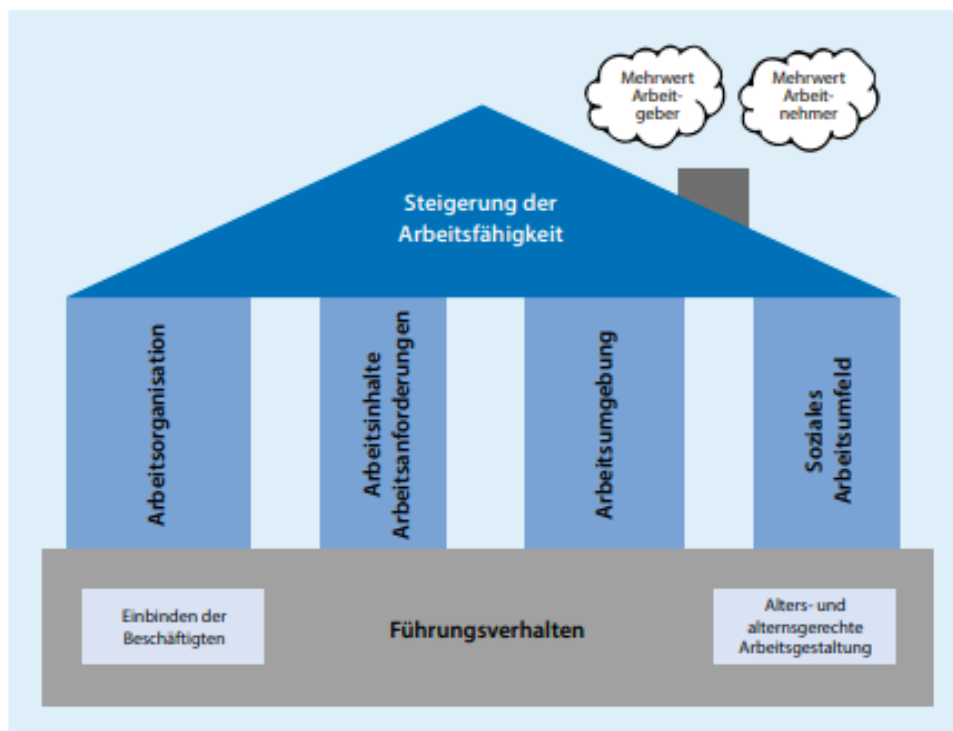 Mehrwert
Arbeit-
geber
Mehrwert
Arbeit-
nehmer
Steigerung der
Arbeitsfähigkeit
Arbeitsorganisation
Arbeitsinhalte
Arbeitsanforderungen
Arbeitsumgebung
Soziales
Arbeitsumfeld
Einbinden der
Beschäftigten
Führungsverhalten
Alters- und
alternsgerechte
Arbeitsgestaltung